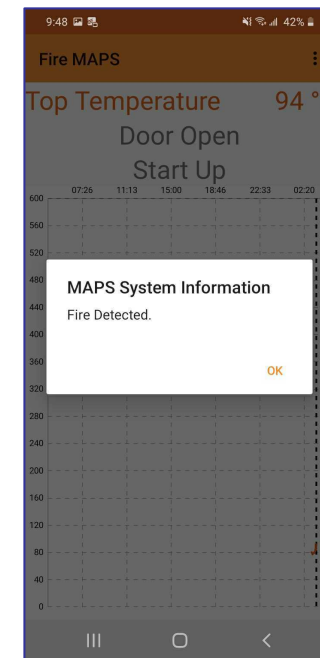 9:48 42%
Fire MAPS
Top Temperature 94 °
Door Open
Start Up
07:26 11:13 15:00 18:46 22:33 02:20
600
560
520
480
MAPS System Information
440
Fire Detected.
400
360
OK
320
280
240
200
160
120
80
40
0